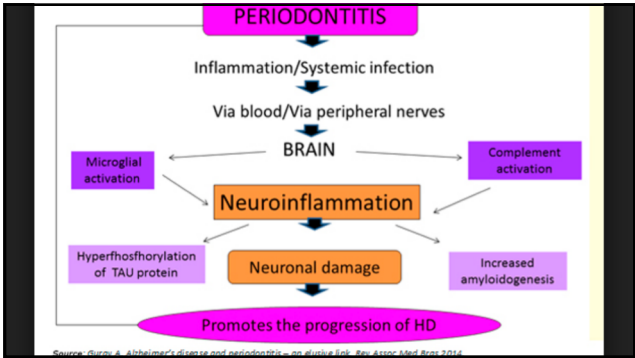 PERIODONTITIS
Inflammation/Systemic infection
Via blood/Via peripheral nerves
BRAIN
Microglial
activation
Complement
activation
Neuroinflammation
Hyperfhosfhorylation
of TAU protein
Neuronal damage
Increased
amyloidogenesis
Promotes the progression of HD
Source: Guray A. Alzheimer's disease and periodontitis – an elusive link. Rev Assoc Med Bras 2014